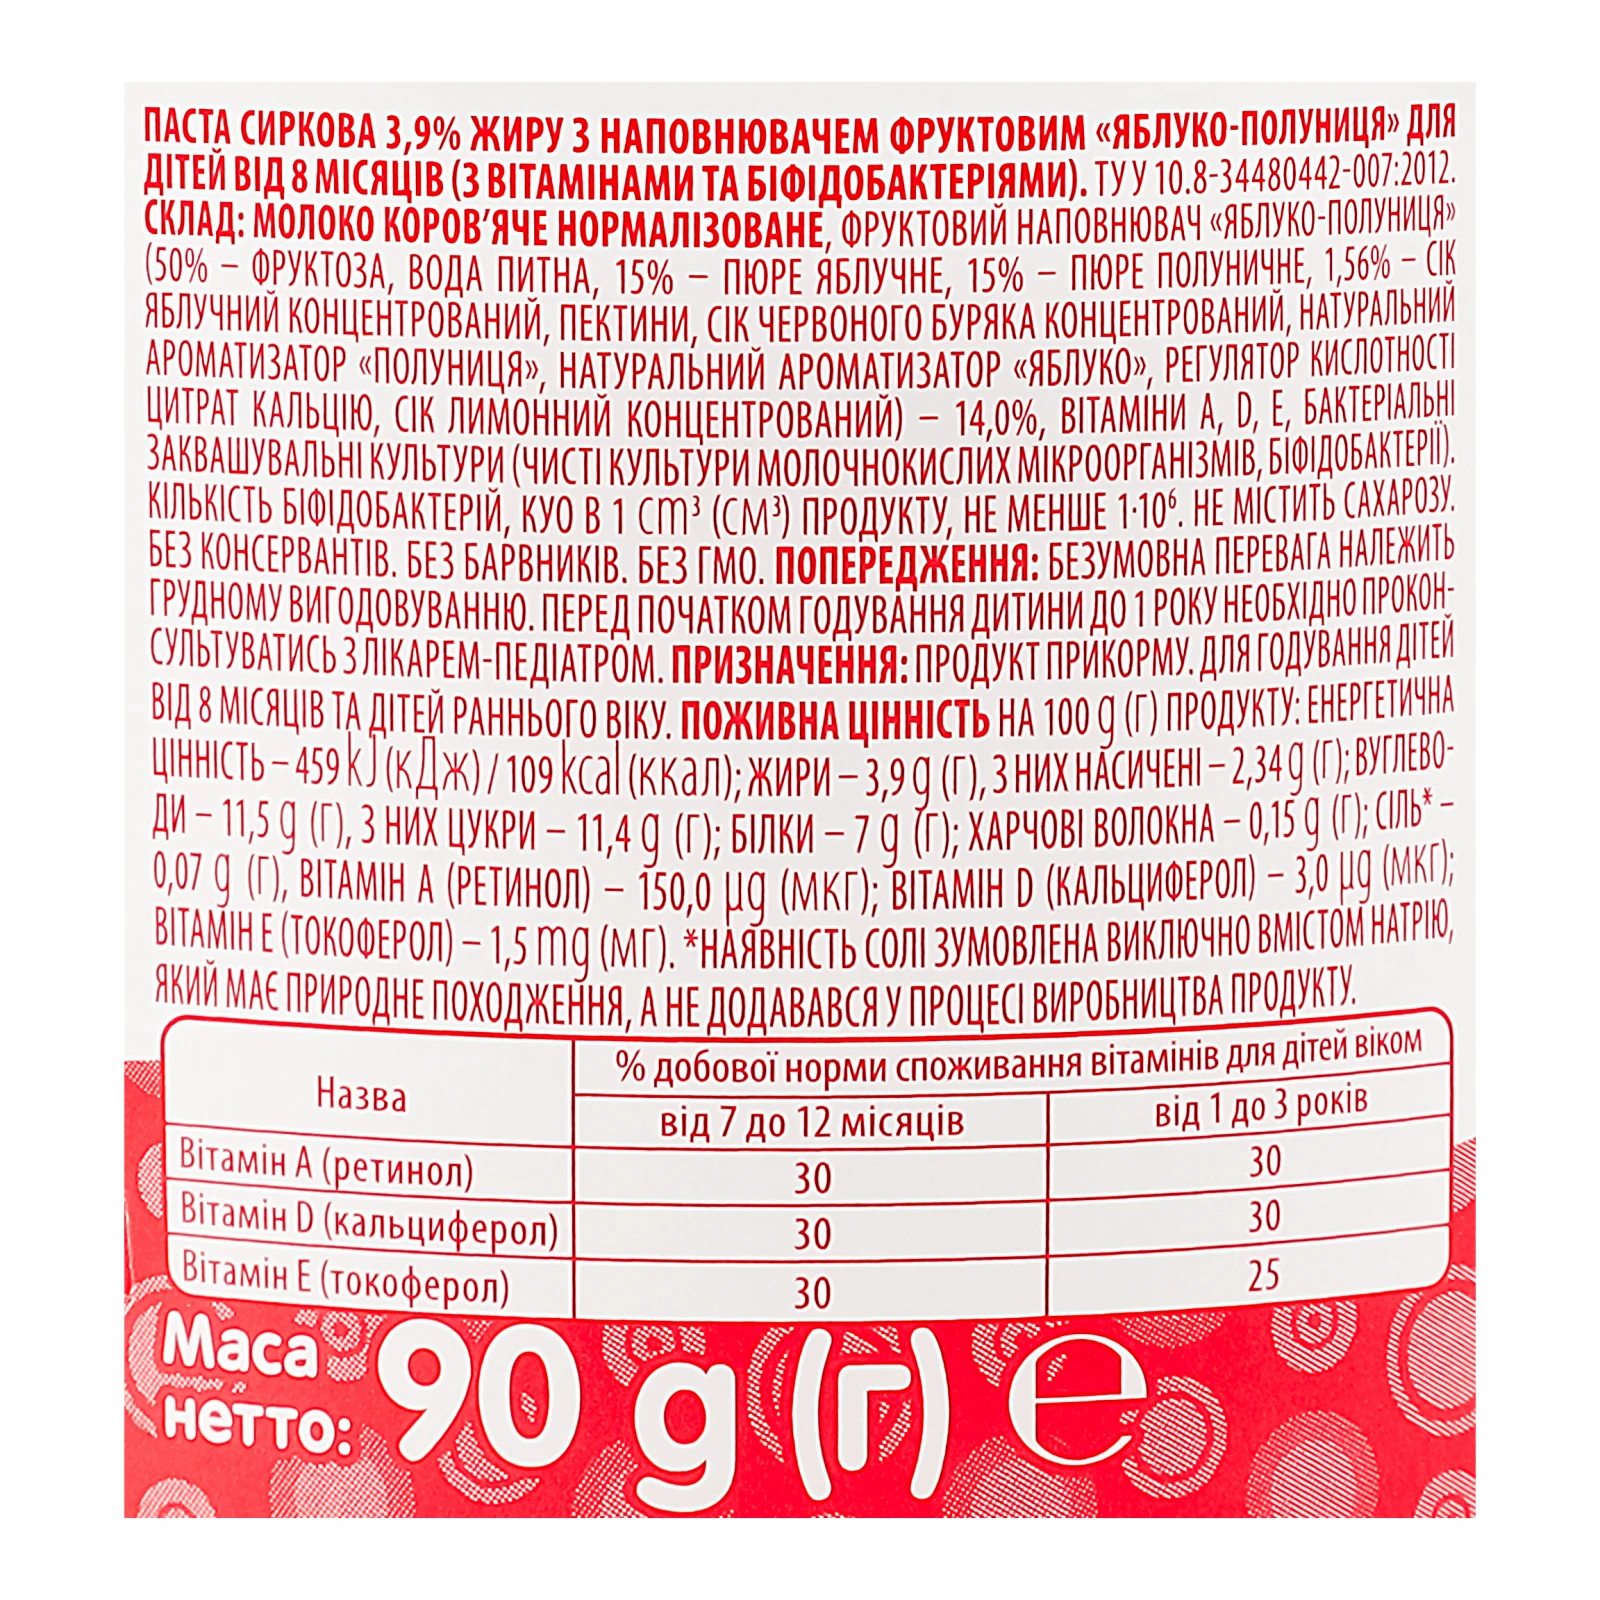 ПАСТА СИРКОВА 3,9% ЖИРУ З НАПОВНЮВАЧЕМ ФРУКТОВИМ «ЯБЛУКО-ПОЛУНИЦЯ» ДЛЯ
ДІТЕЙ ВІД 8 МІСЯЦІВ (З ВІТАМІНАМИ ТА БІФІДОБАКТЕРІЯМИ). ТУ У 10.8-34480442-007:2012.
СКЛАД: МОЛОКО КОРОВ’ЯЧЕ НОРМАЛІЗОВАНЕ, ФРУКТОВИЙ НАПОВНЮВАЧ «ЯБЛУКО-ПОЛУНИЦЯ»
(50% – ФРУКТОЗА, ВОДА ПИТНА, 15% – ПЮРЕ ЯБЛУЧНЕ, 15% – ПЮРЕ ПОЛУНИЧНЕ, 1,56% – СІК
ЯБЛУЧНИЙ КОНЦЕНТРОВАНИЙ, ПЕКТИНИ, СІК ЧЕРВОНОГО БУРЯКА КОНЦЕНТРОВАНИЙ, НАТУРАЛЬНИЙ
АРОМАТИЗАТОР «ПОЛУНИЦЯ», НАТУРАЛЬНИЙ АРОМАТИЗАТОР «ЯБЛУКО», РЕГУЛЯТОР КИСЛОТНОСТІ
ЦИТРАТ КАЛЬЦІЮ, СІК ЛИМОННИЙ КОНЦЕНТРОВАНИЙ) – 14,0%, ВІТАМІНИ А, D, Е, БАКТЕРІАЛЬНІ
ЗАКВАШУВАЛЬНІ КУЛЬТУРИ (ЧИСТІ КУЛЬТУРИ МОЛОЧНОКИСЛИХ МІКРООРГАНІЗМІВ, БІФІДОБАКТЕРІЇ).
КІЛЬКІСТЬ БІФІДОБАКТЕРІЙ, КУО В 1 cm³ (СМ³) ПРОДУКТУ, НЕ МЕНШЕ 1·10⁶. НЕ МІСТИТЬ САХАРОЗУ.
БЕЗ КОНСЕРВАНТІВ. БЕЗ БАРВНИКІВ. БЕЗ ГМО. ПОПЕРЕДЖЕННЯ: БЕЗУМОВНА ПЕРЕВАГА НАЛЕЖИТЬ
ГРУДНОМУ ВИГОДОВУВАННЮ. ПЕРЕД ПОЧАТКОМ ГОДУВАННЯ ДИТИНИ ДО 1 РОКУ НЕОБХІДНО ПРОКОН-
СУЛЬТУВАТИСЬ З ЛІКАРЕМ-ПЕДІАТРОМ. ПРИЗНАЧЕННЯ: ПРОДУКТ ПРИКОРМУ. ДЛЯ ГОДУВАННЯ ДІТЕЙ
ВІД 8 МІСЯЦІВ ТА ДІТЕЙ РАННЬОГО ВІКУ. ПОЖИВНА ЦІННІСТЬ НА 100 g (Г) ПРОДУКТУ: ЕНЕРГЕТИЧНА
ЦІННІСТЬ – 459 kJ (кДж) / 109 kcal (ккал); ЖИРИ – 3,9 g (Г), З НИХ НАСИЧЕНІ – 2,34 g (Г); ВУГЛЕВО-
ДИ – 11,5 g (Г), З НИХ ЦУКРИ – 11,4 g (Г); БІЛКИ – 7 g (Г); ХАРЧОВІ ВОЛОКНА – 0,15 g (Г); СІЛЬ* –
0,07 g (Г), ВІТАМІН А (РЕТИНОЛ) – 150,0 µg (МКГ); ВІТАМІН D (КАЛЬЦИФЕРОЛ) – 3,0 µg (МКГ);
ВІТАМІН Е (ТОКОФЕРОЛ) – 1,5 mg (МГ). *НАЯВНІСТЬ СОЛІ ЗУМОВЛЕНА ВИКЛЮЧНО ВМІСТОМ НАТРІЮ,
ЯКИЙ МАЄ ПРИРОДНЕ ПОХОДЖЕННЯ, А НЕ ДОДАВАВСЯ У ПРОЦЕСІ ВИРОБНИЦТВА ПРОДУКТУ.
Назва % добової норми споживання вітамінів для дітей віком
від 7 до 12 місяців від 1 до 3 років
Вітамін А (ретинол) 30 30
Вітамін D (кальциферол) 30 30
Вітамін Е (токоферол) 30 25
Маса нетто: 90 g (г) ℮